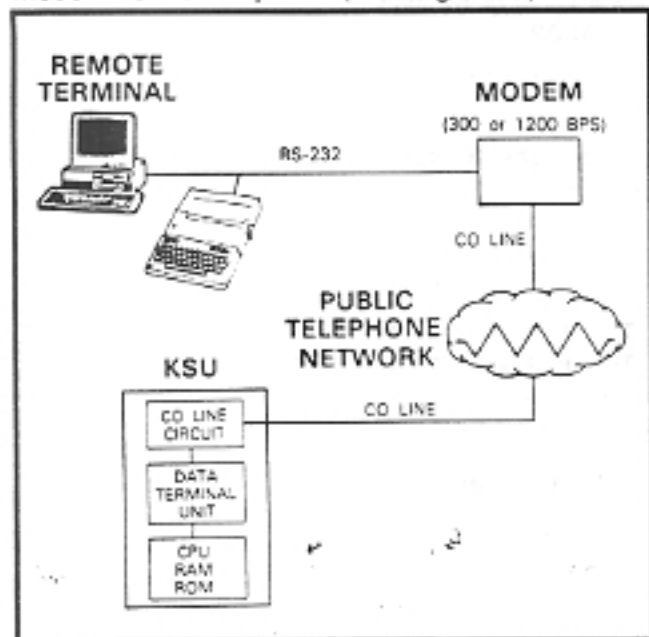 REMOTE
TERMINAL
MODEM
(300 or 1200 BPS)
RS-232
CO LINE
PUBLIC
TELEPHONE
NETWORK
KSU
CO LINE
CO LINE
CIRCUIT
DATA
TERMINAL
UNIT
CPU
RAM
ROM